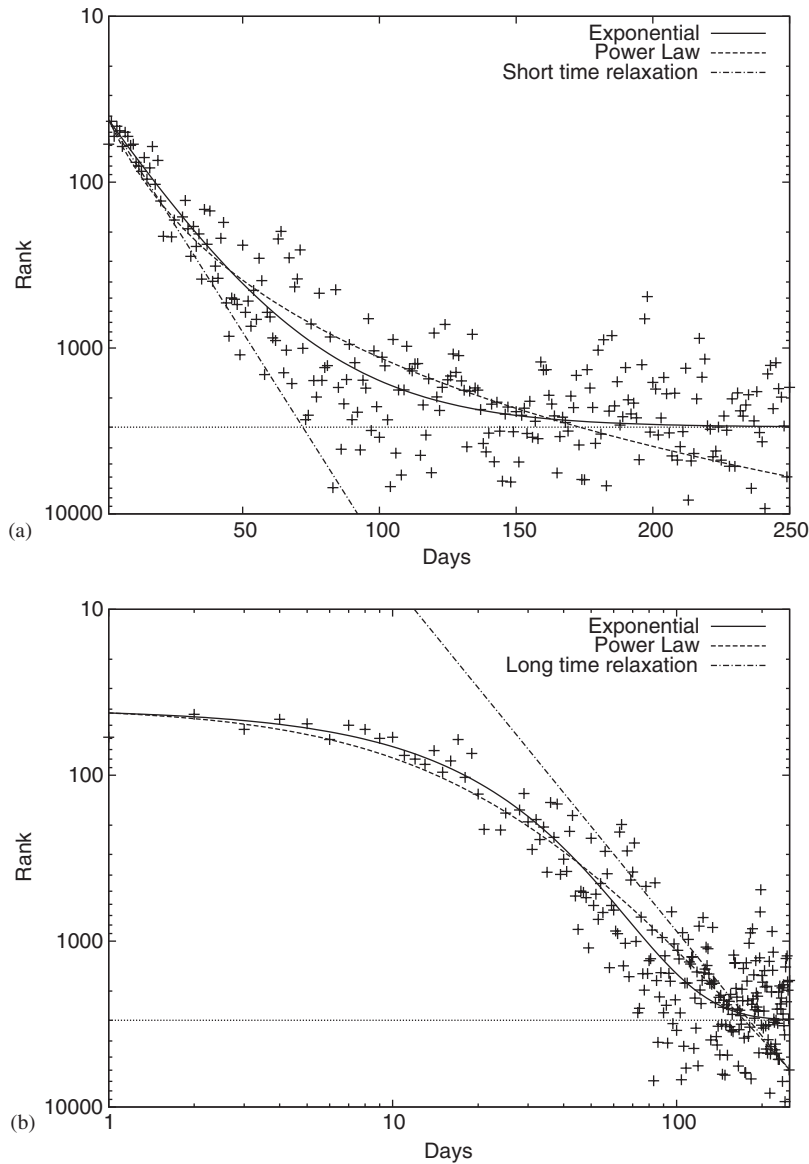 10
100
1000
10000
Rank
Exponential
Power Law
Short time relaxation
50
100
150
200
250
Days
(a)
10
100
1000
10000
Rank
Exponential
Power Law
Long time relaxation
1
10
100
Days
(b)